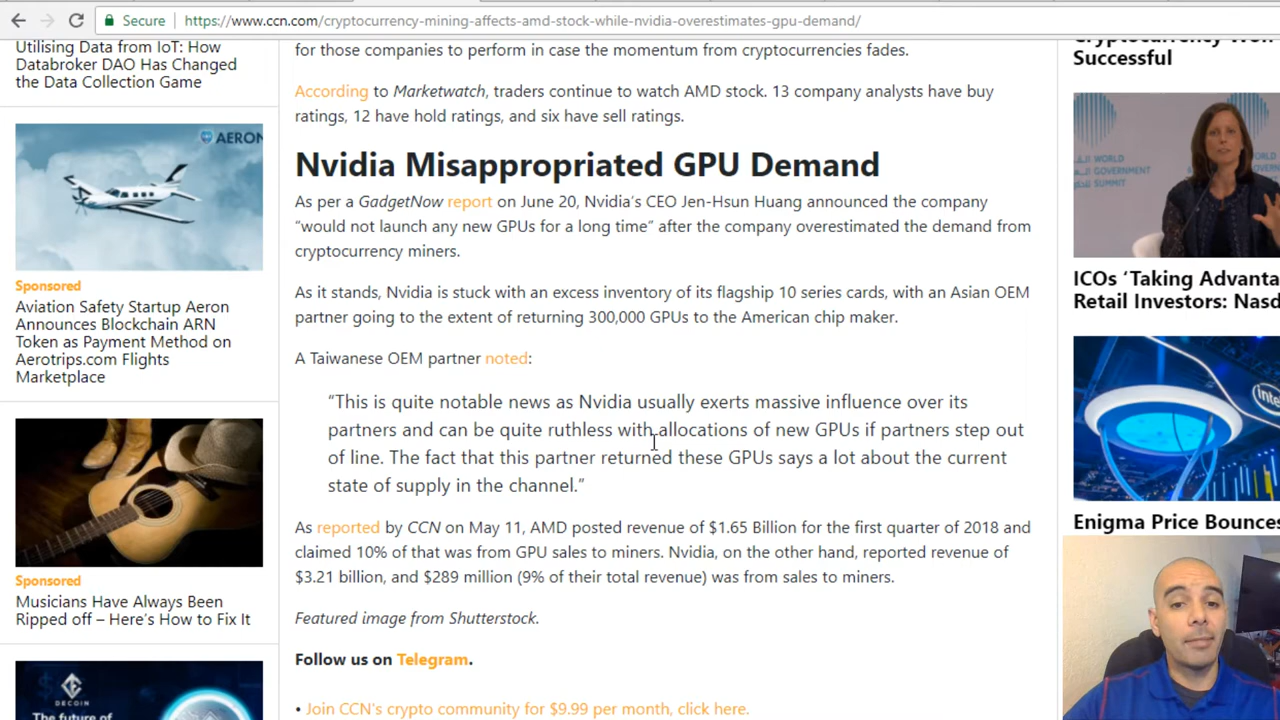 Secure
https://www.ccn.com/cryptocurrency-mining-affects-amd-stock-while-nvidia-overestimates-gpu-demand/
Utilising Data from IoT: How
Databroker DAO Has Changed
the Data Collection Game
AERON
Sponsored
Aviation Safety Startup Aeron
Announces Blockchain ARN
Token as Payment Method on
Aerotrips.com Flights
Marketplace
Sponsored
Musicians Have Always Been
Ripped off – Here's How to Fix It
DECOIN
The future of
for those companies to perform in case the momentum from cryptocurrencies fades.
According to Marketwatch, traders continue to watch AMD stock. 13 company analysts have buy
ratings, 12 have hold ratings, and six have sell ratings.
Nvidia Misappropriated GPU Demand
As per a GadgetNow report on June 20, Nvidia's CEO Jen-Hsun Huang announced the company
“would not launch any new GPUs for a long time” after the company overestimated the demand from
cryptocurrency miners.
As it stands, Nvidia is stuck with an excess inventory of its flagship 10 series cards, with an Asian OEM
partner going to the extent of returning 300,000 GPUs to the American chip maker.
A Taiwanese OEM partner noted:
“This is quite notable news as Nvidia usually exerts massive influence over its
partners and can be quite ruthless with allocations of new GPUs if partners step out
of line. The fact that this partner returned these GPUs says a lot about the current
state of supply in the channel.”
As reported by CCN on May 11, AMD posted revenue of $1.65 Billion for the first quarter of 2018 and
claimed 10% of that was from GPU sales to miners. Nvidia, on the other hand, reported revenue of
$3.21 billion, and $289 million (9% of their total revenue) was from sales to miners.
Featured image from Shutterstock.
Follow us on Telegram.
• Join CCN's crypto community for $9.99 per month, click here.
Cryptocurrency
Successful
WORLD
GOVERNMENT
SUMMIT
ICOs ‘Taking Advanta
Retail Investors: Nasd
Enigma Price Bounces